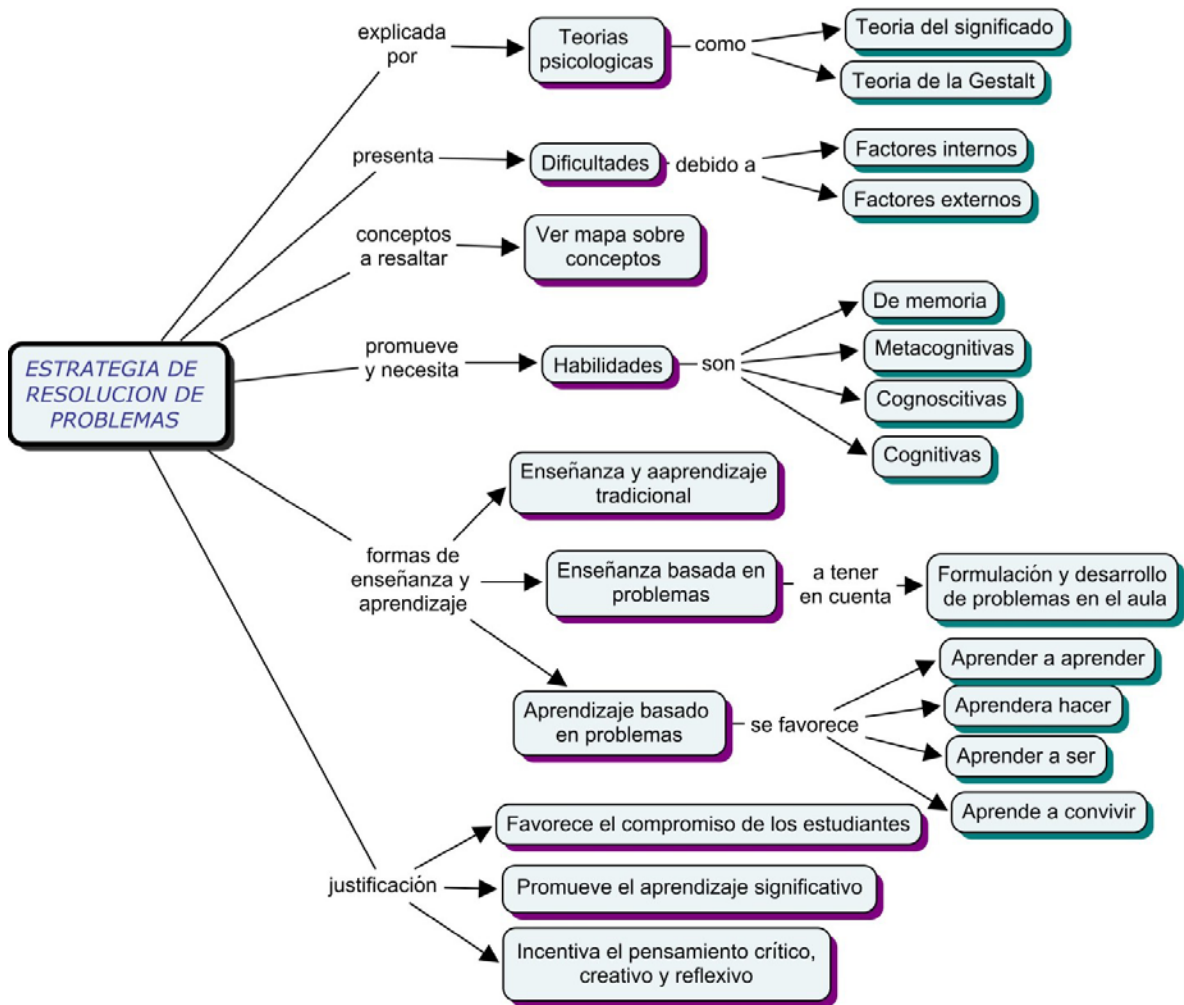 explicada
por
Teorias
psicologicas
como
Teoria del significado
Teoria de la Gestalt
presenta
Dificultades
debido a
Factores internos
Factores externos
conceptos
a resaltar
Ver mapa sobre
conceptos
ESTRATEGIA DE
RESOLUCION DE
PROBLEMAS
promueve
y necesita
Habilidades
son
De memoria
Metacognitivas
Cognoscitivas
Cognitivas
formas de
enseñanza y
aprendizaje
Enseñanza y aaprendizaje
tradicional
Enseñanza basada en
problemas
a tener
en cuenta
Formulación y desarrollo
de problemas en el aula
Aprendizaje basado
en problemas
se favorece
Aprender a aprender
Aprendera hacer
Aprender a ser
Aprende a convivir
justificación
Favorece el compromiso de los estudiantes
Promueve el aprendizaje significativo
Incentiva el pensamiento crítico,
creativo y reflexivo